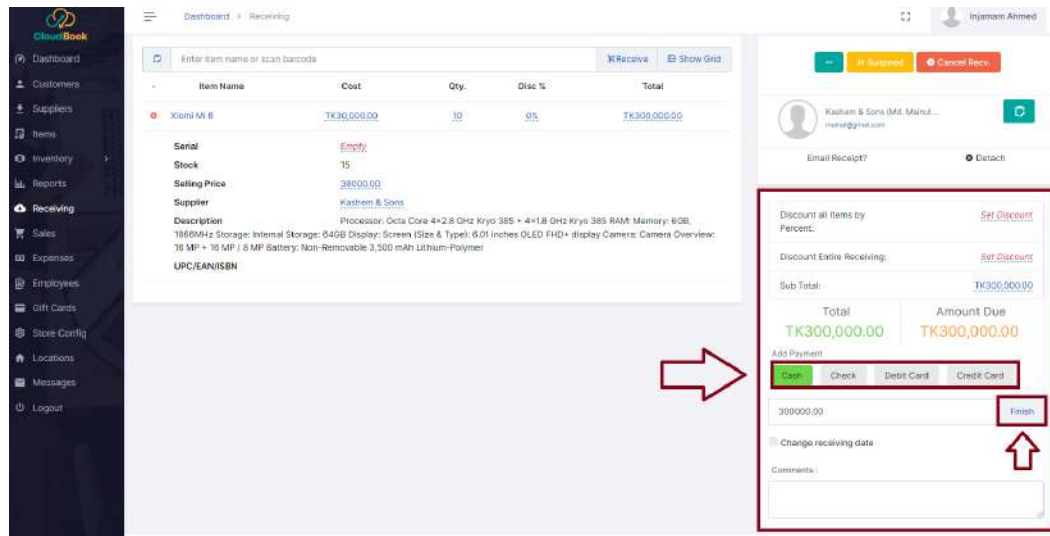 CloudBook
Dashboard
Customers
Suppliers
Items
Inventory
Reports
Receiving
Sales
Expenses
Employees
Gift Cards
Store Config
Locations
Messages
Logout
Dashboard > Receiving
Injamam Ahmed
Enter item name or scan barcode
Receive Show Grid
- Item Name Cost Qty. Disc % Total
Xiomi Mi 8 TK30,000.00 10 0% TK300,000.00
Serial Empty
Stock 15
Selling Price 38000.00
Supplier Kashem & Sons
Description Processor: Octa Core 4×2.8 GHz Kryo 385 + 4×1.8 GHz Kryo 385 RAM: Memory: 6GB,
1866MHz Storage: Internal Storage: 64GB Display: Screen (Size & Type): 6.01 inches OLED FHD+ display Camera: Camera Overview:
16 MP + 16 MP / 8 MP Battery: Non-Removable 3,500 mAh Lithium-Polymer
UPC/EAN/ISBN
Suspend Cancel Recv.
Kashem & Sons (Md. Mainul ...
mainul@gmail.com
Email Receipt? Detach
Discount all Items by
Percent: Set Discount
Discount Entire Receiving: Set Discount
Sub Total: TK300,000.00
Total Amount Due
TK300,000.00 TK300,000.00
Add Payment
Cash Check Debit Card Credit Card
300000.00 Finish
Change receiving date
Comments :